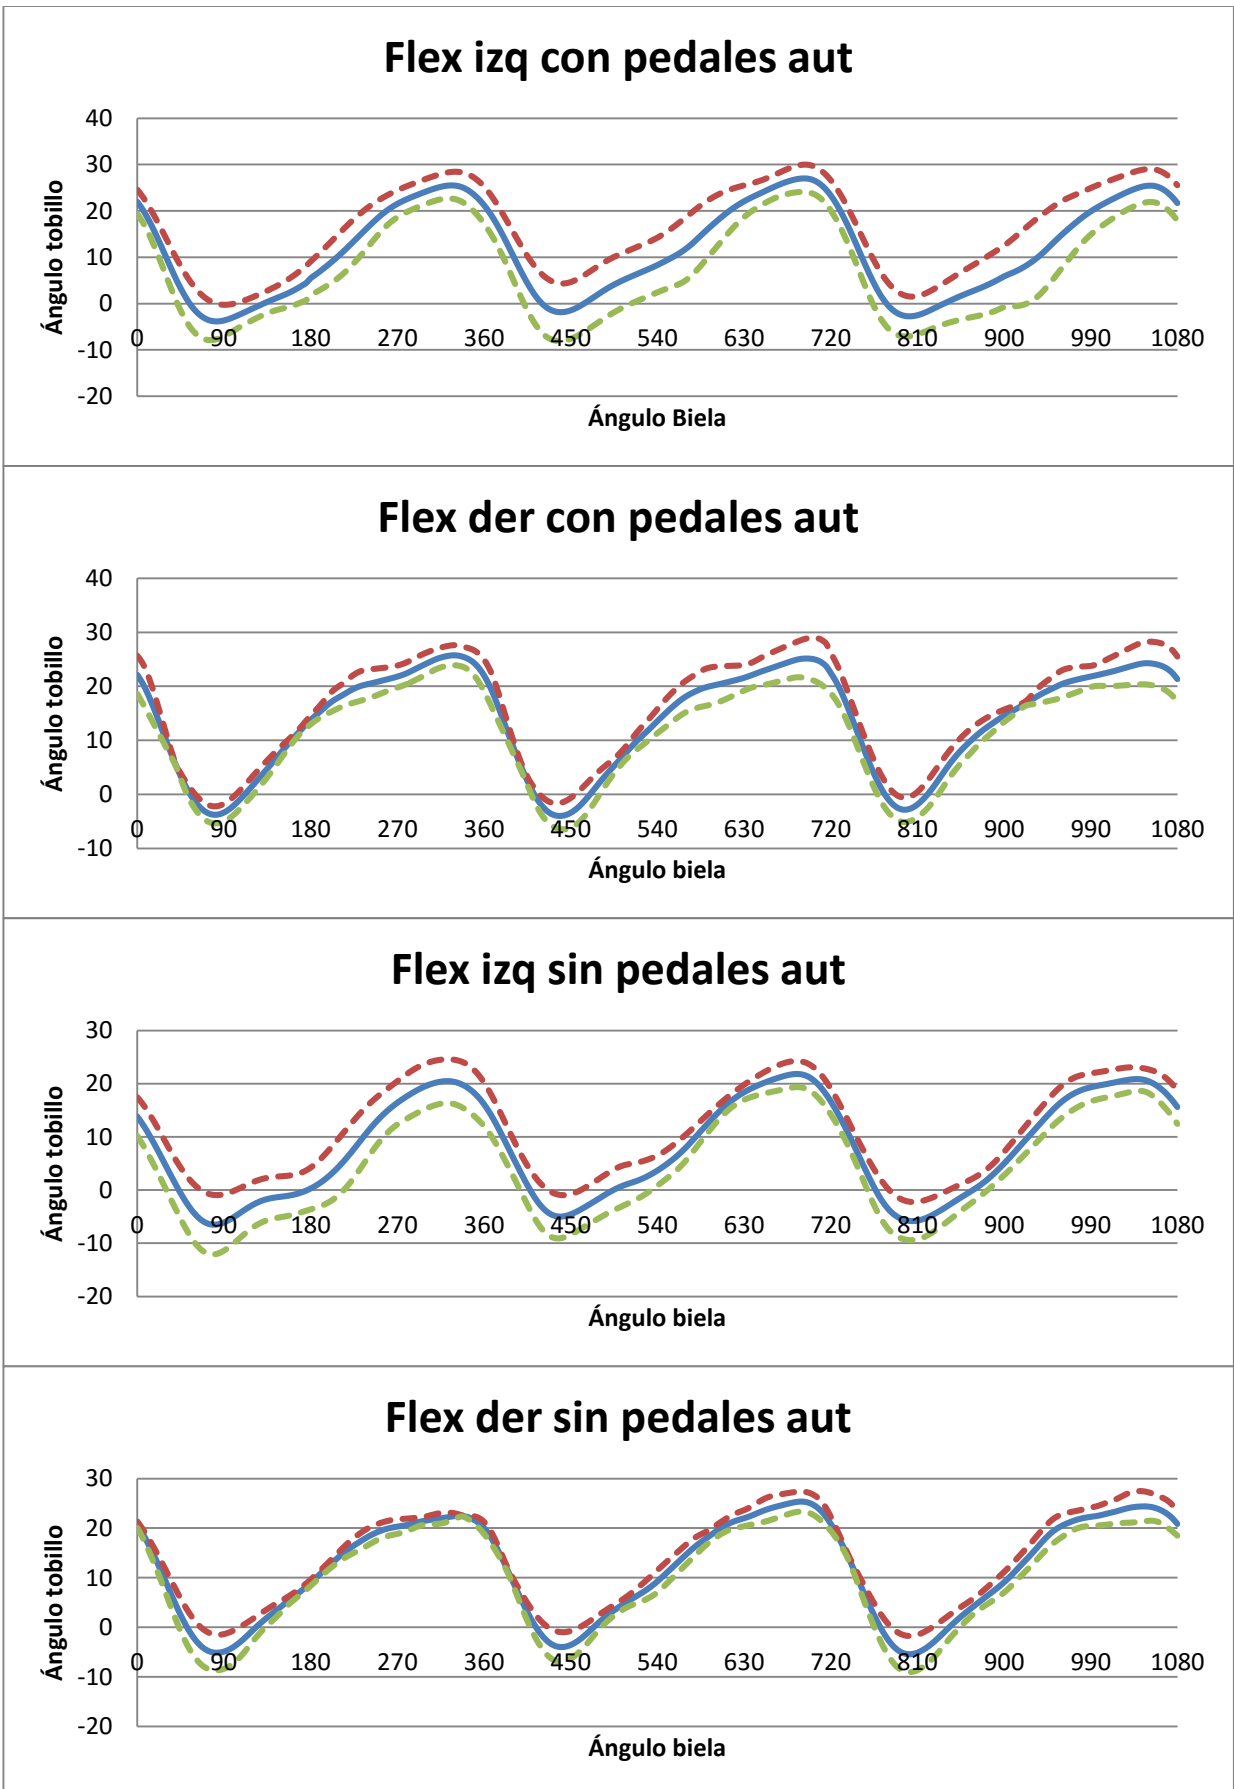 Flex izq con pedales aut
40
30
20
10
0
-10
-20
Ángulo tobillo
0 90 180 270 360 450 540 630 720 810 900 990 1080
Ángulo Biela
Flex der con pedales aut
40
30
20
10
0
-10
Ángulo tobillo
0 90 180 270 360 450 540 630 720 810 900 990 1080
Ángulo biela
Flex izq sin pedales aut
30
20
10
0
-10
-20
Ángulo tobillo
0 90 180 270 360 450 540 630 720 810 900 990 1080
Ángulo biela
Flex der sin pedales aut
30
20
10
0
-10
-20
Ángulo tobillo
0 90 180 270 360 450 540 630 720 810 900 990 1080
Ángulo biela